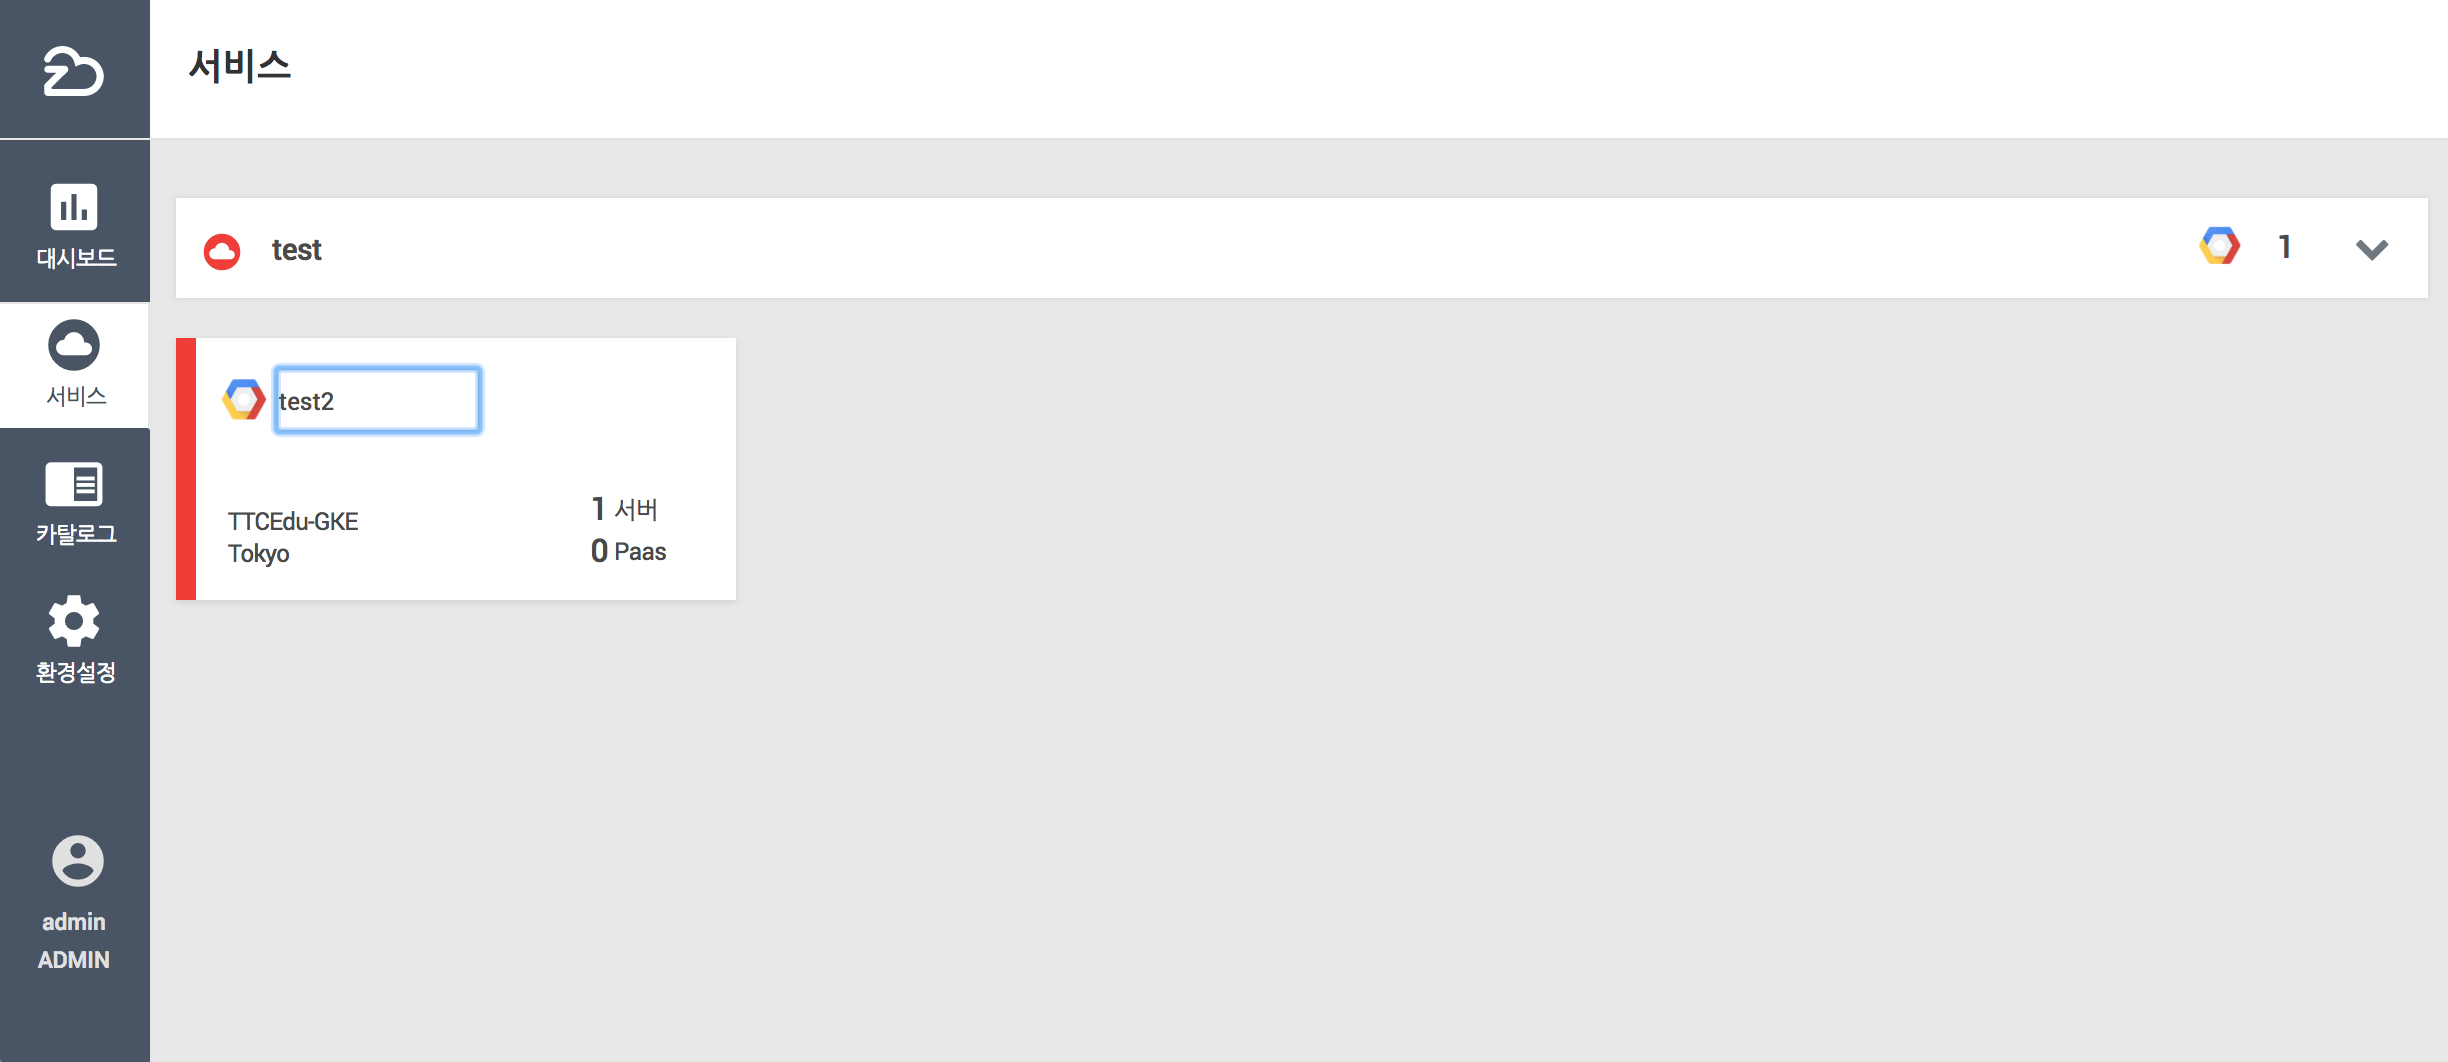 서비스
대시보드
서비스
카탈로그
환경설정
admin
ADMIN
test
1
test2
TTCEdu-GKE
Tokyo
1 서버
0 Paas